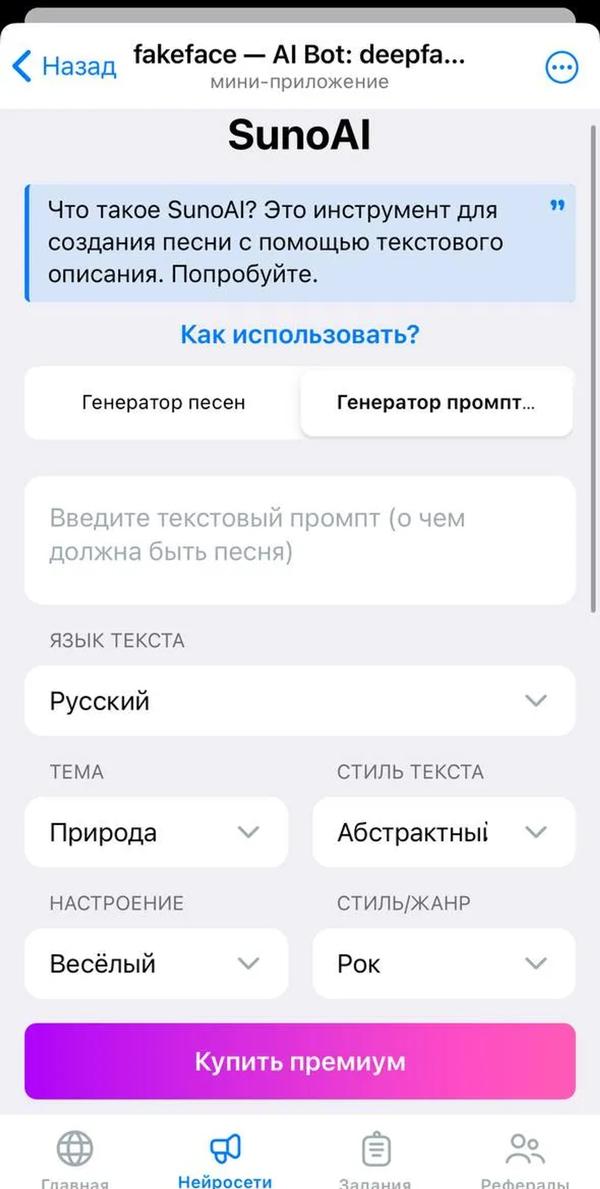 Назад
fakeface — AI Bot: deepfa...
мини-приложение
SunoAI
Что такое SunoAI? Это инструмент для
создания песни с помощью текстового
описания. Попробуйте.
Как использовать?
Генератор песен
Генератор промпт...
Введите текстовый промпт (о чем
должна быть песня)
ЯЗЫК ТЕКСТА
Русский
ТЕМА
СТИЛЬ ТЕКСТА
Природа
Абстрактный
НАСТРОЕНИЕ
СТИЛЬ/ЖАНР
Весёлый
Рок
Купить премиум
Главная
Нейросети
Задания
Рефералы